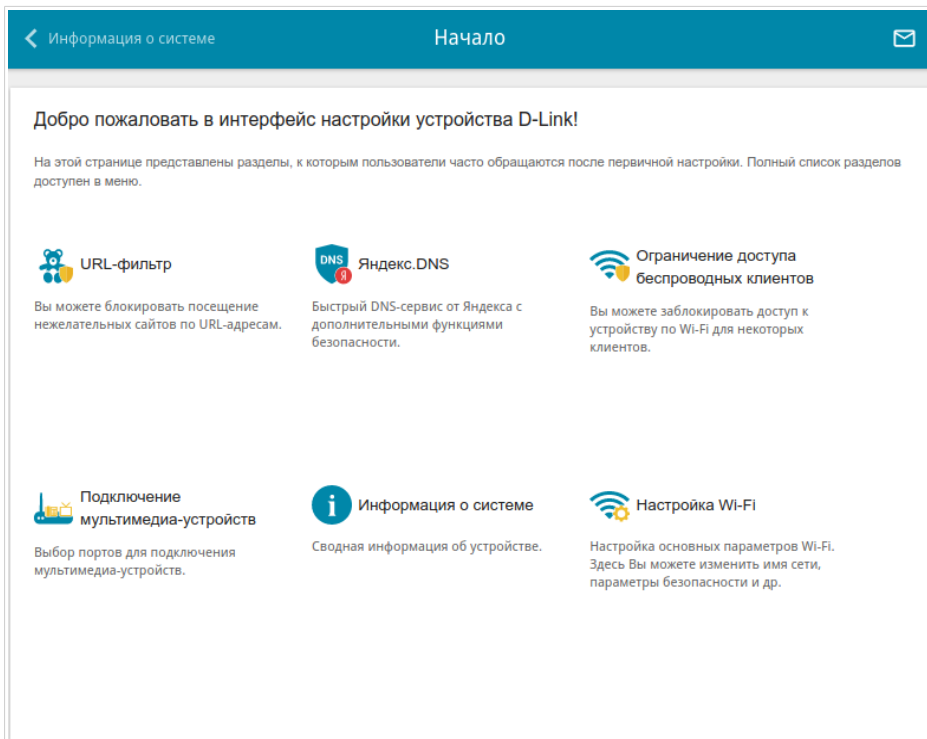 Информация о системе
Начало
Добро пожаловать в интерфейс настройки устройства D-Link!
На этой странице представлены разделы, к которым пользователи часто обращаются после первичной настройки. Полный список разделов
доступен в меню.
URL-фильтр
Вы можете блокировать посещение
нежелательных сайтов по URL-адресам.
DNS
Я
Яндекс.DNS
Быстрый DNS-сервис от Яндекса с
дополнительными функциями
безопасности.
Ограничение доступа
беспроводных клиентов
Вы можете заблокировать доступ к
устройству по Wi-Fi для некоторых
клиентов.
Подключение
мультимедиа-устройств
Выбор портов для подключения
мультимедиа-устройств.
i
Информация о системе
Сводная информация об устройстве.
Настройка Wi-Fi
Настройка основных параметров Wi-Fi.
Здесь Вы можете изменить имя сети,
параметры безопасности и др.